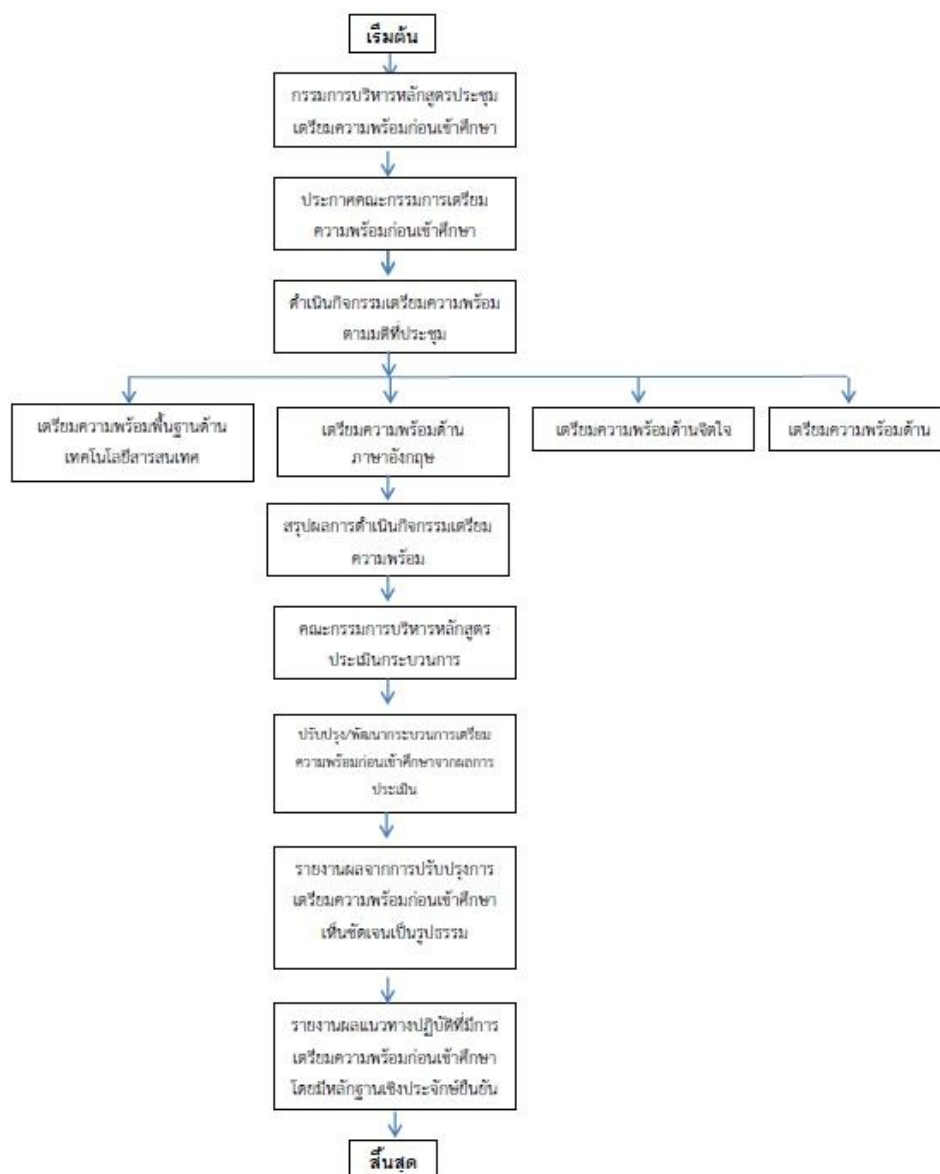 เริ่มต้น
กรรมการบริหารหลักสูตรประชุม
เตรียมความพร้อมก่อนเข้าศึกษา
ประกาศคณะกรรมการเตรียม
ความพร้อมก่อนเข้าศึกษา
ดำเนินกิจกรรมเตรียมความพร้อม
ตามมติที่ประชุม
เตรียมความพร้อมพื้นฐานด้าน
เทคโนโลยีสารสนเทศ
เตรียมความพร้อมด้าน
ภาษาอังกฤษ
เตรียมความพร้อมด้านจิตใจ
เตรียมความพร้อมด้าน
สรุปผลการดำเนินกิจกรรมเตรียม
ความพร้อม
คณะกรรมการบริหารหลักสูตร
ประเมินกระบวนการ
ปรับปรุง/พัฒนากระบวนการเตรียม
ความพร้อมก่อนเข้าศึกษาจากผลการ
ประเมิน
รายงานผลจากการปรับปรุงการ
เตรียมความพร้อมก่อนเข้าศึกษา
เห็นชัดเจนเป็นรูปธรรม
รายงานผลแนวทางปฏิบัติที่มีการ
เตรียมความพร้อมก่อนเข้าศึกษา
โดยมีหลักฐานเชิงประจักษ์ยืนยัน
สิ้นสุด